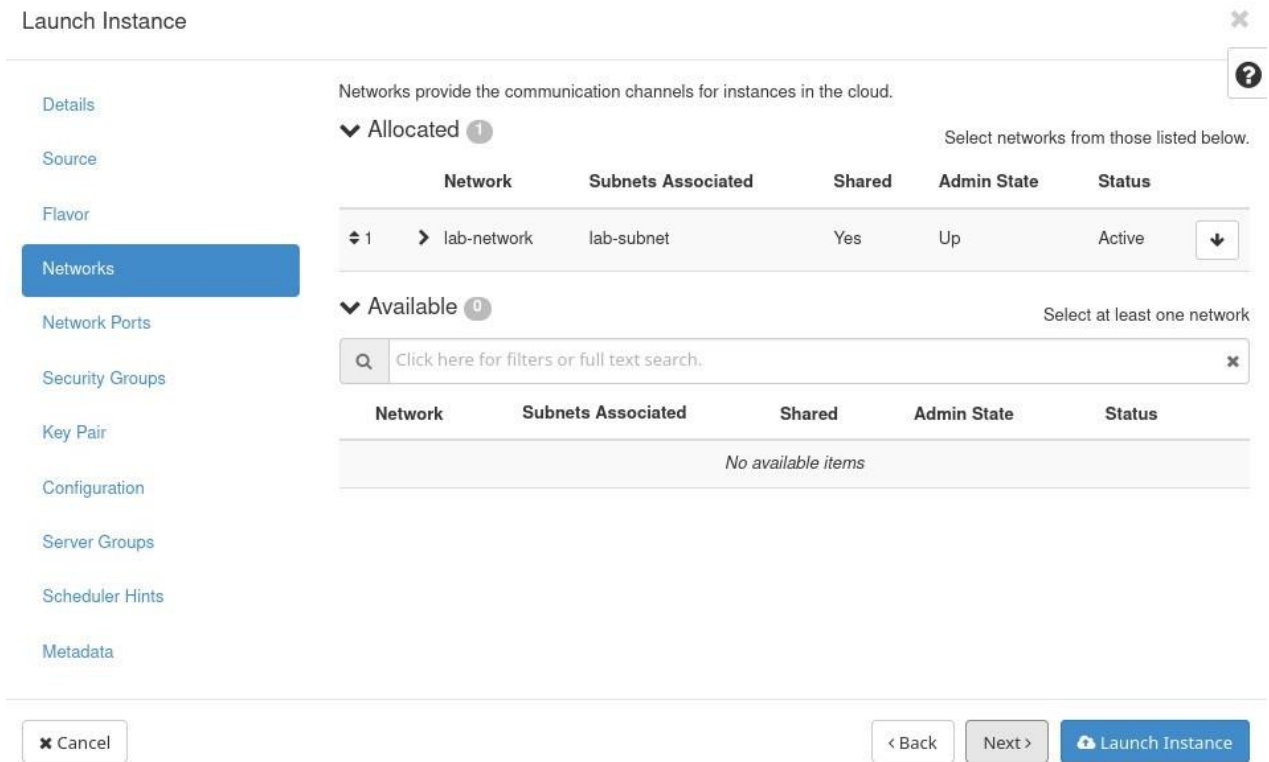 Launch Instance
Details
Source
Flavor
Networks
Network Ports
Security Groups
Key Pair
Configuration
Server Groups
Scheduler Hints
Metadata
Networks provide the communication channels for instances in the cloud.
Allocated 1
Select networks from those listed below.
Network Subnets Associated Shared Admin State Status
1 lab-network lab-subnet Yes Up Active
Available 0
Select at least one network
Click here for filters or full text search.
Network Subnets Associated Shared Admin State Status
No available items
Cancel
Back
Next
Launch Instance